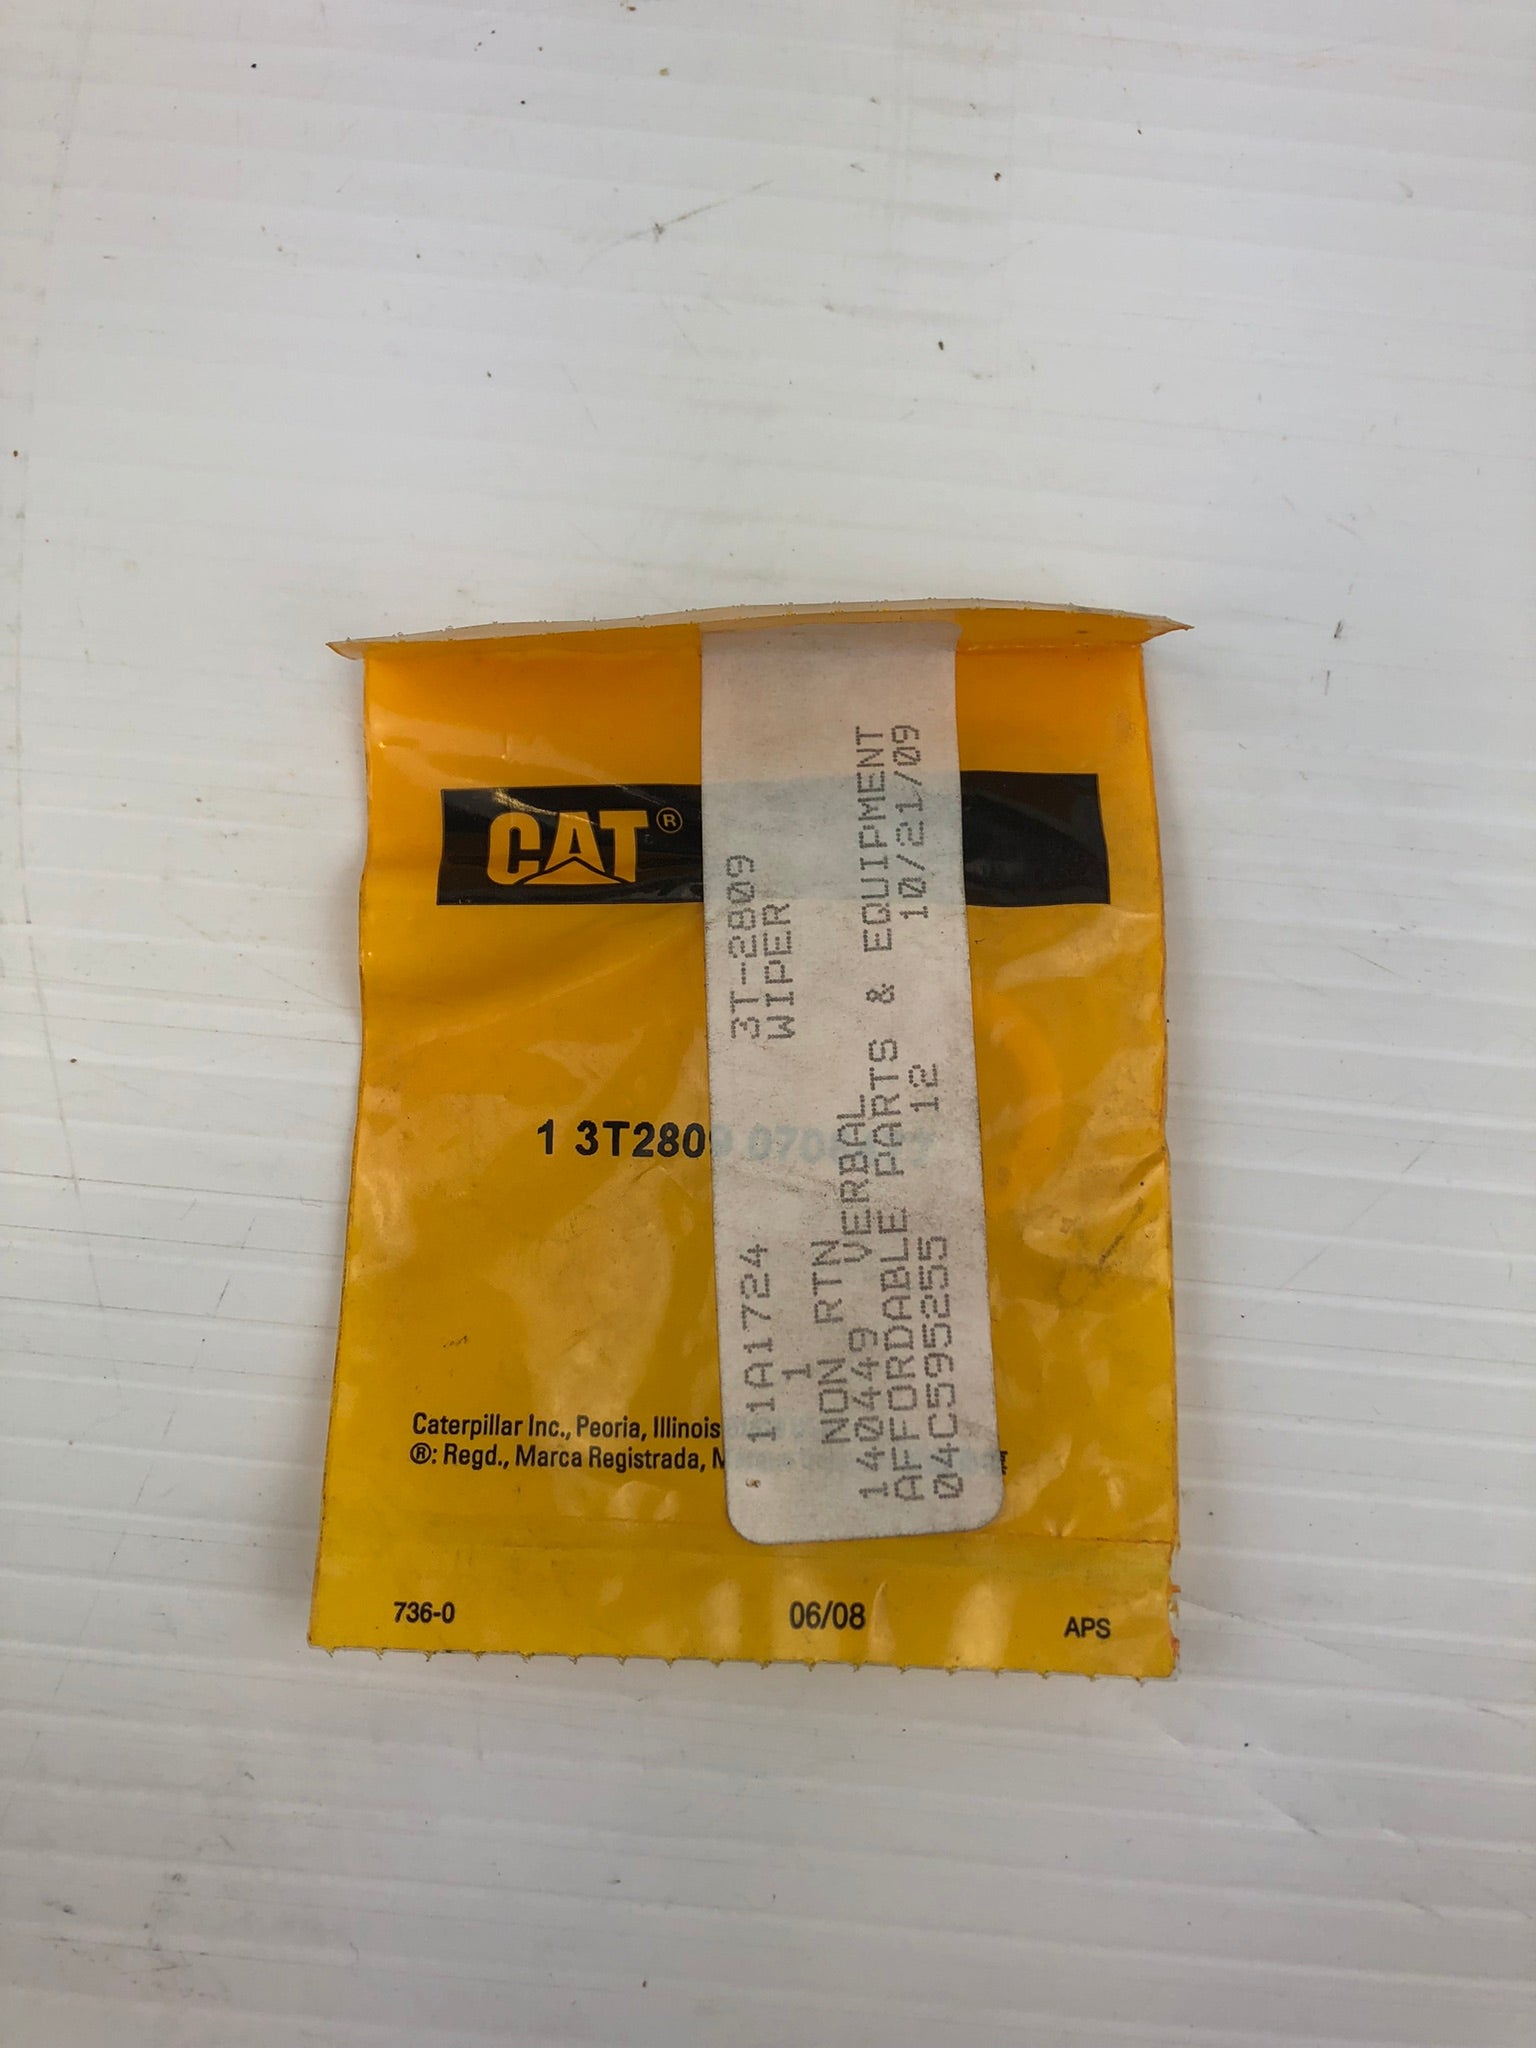 CAT®
1 3T2809
Caterpillar Inc., Peoria, Illinois
®: Regd., Marca Registrada,
736-0 06/08 APS
11A1724 3T-2809
1 WIPER
NON RTN
140449 VERBAL
AFFORDABLE PARTS & EQUIPMENT
04C595255 12 10/21/09